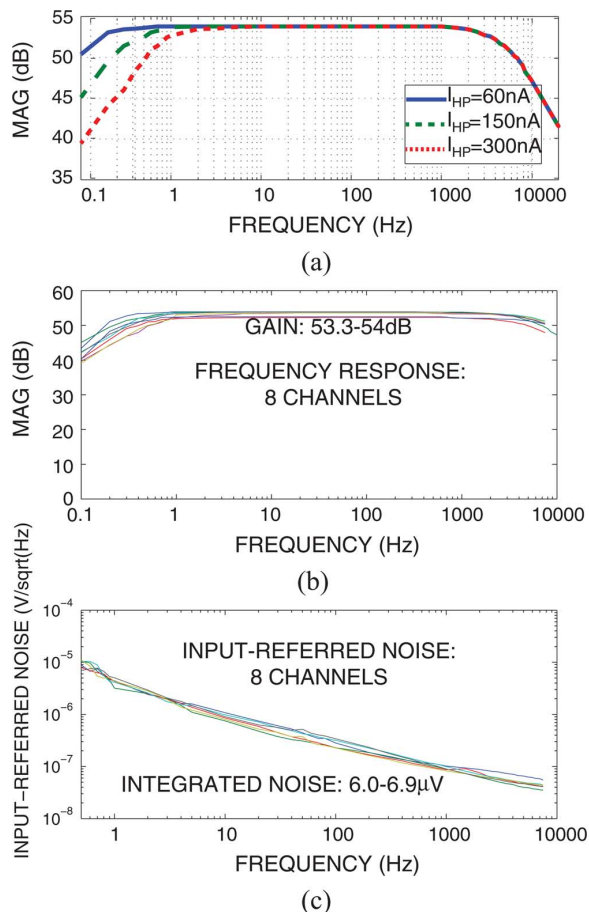 55
50
45
40
35
MAG (dB)
I_HP=60nA
I_HP=150nA
I_HP=300nA
0.1 1 10 100 1000 10000
FREQUENCY (Hz)
(a)
60
50
40
30
20
10
0
MAG (dB)
GAIN: 53.3-54dB
FREQUENCY RESPONSE:
8 CHANNELS
0.1 1 10 100 1000 10000
FREQUENCY (Hz)
(b)
INPUT-REFERRED NOISE (V/sqrt(Hz)
10^-4
10^-5
10^-6
10^-7
10^-8
INPUT-REFERRED NOISE:
8 CHANNELS
INTEGRATED NOISE: 6.0-6.9µV
1 10 100 1000 10000
FREQUENCY (Hz)
(c)